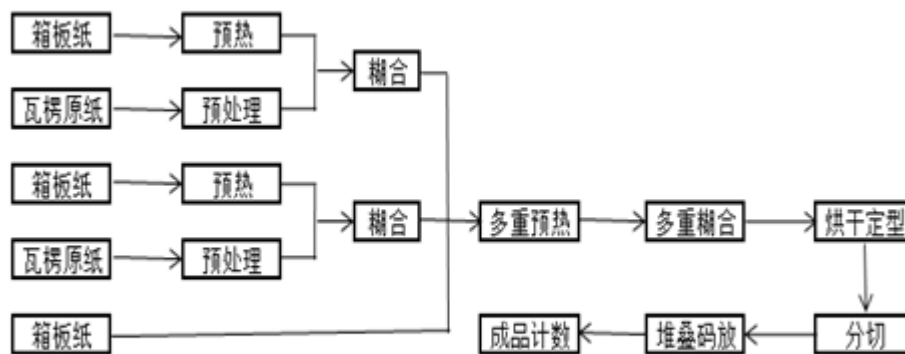 箱板纸 预热
糊合
瓦楞原纸 预处理
箱板纸 预热
糊合 多重预热 多重糊合 烘干定型
瓦楞原纸 预处理
箱板纸 成品计数 堆叠码放 分切